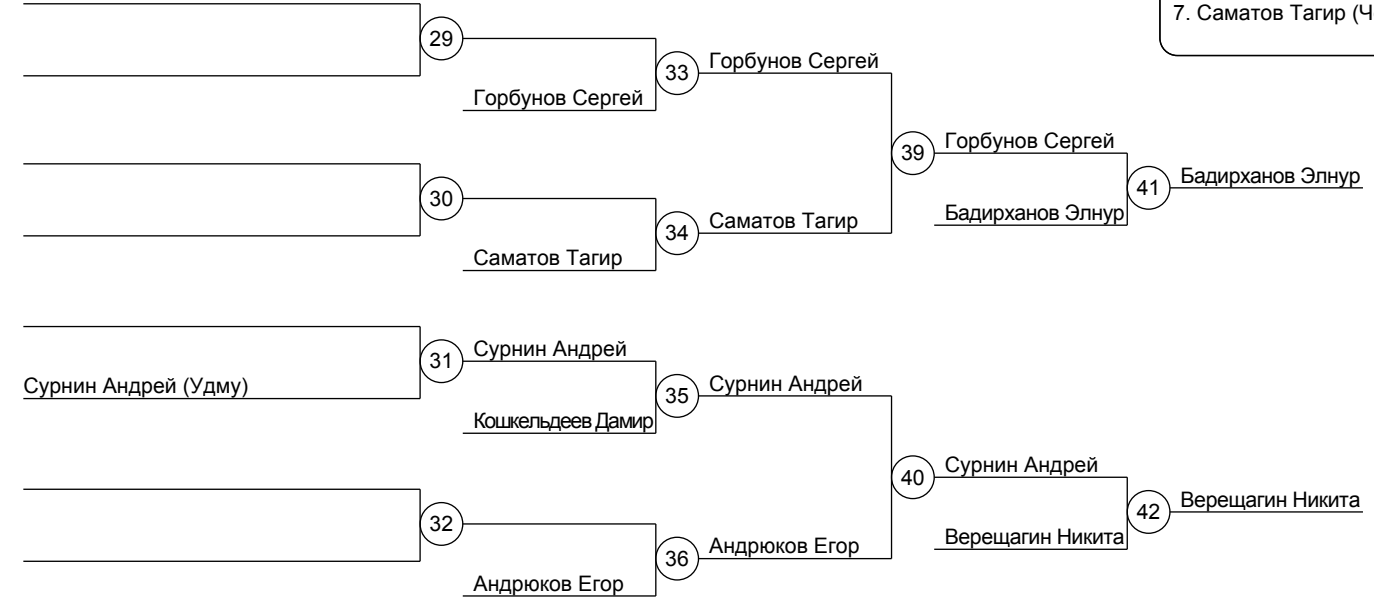 7. Саматов Тагир (Ч
29
Горбунов Сергей
33
Горбунов Сергей
30
Саматов Тагир
34
Саматов Тагир
39
Горбунов Сергей
Бадирханов Элнур
41
Бадирханов Элнур
Сурнин Андрей (Удму)
31
Сурнин Андрей
Кошкельдеев Дамир
35
Сурнин Андрей
32
Андрюков Егор
36
Андрюков Егор
40
Сурнин Андрей
Верещагин Никита
42
Верещагин Никита